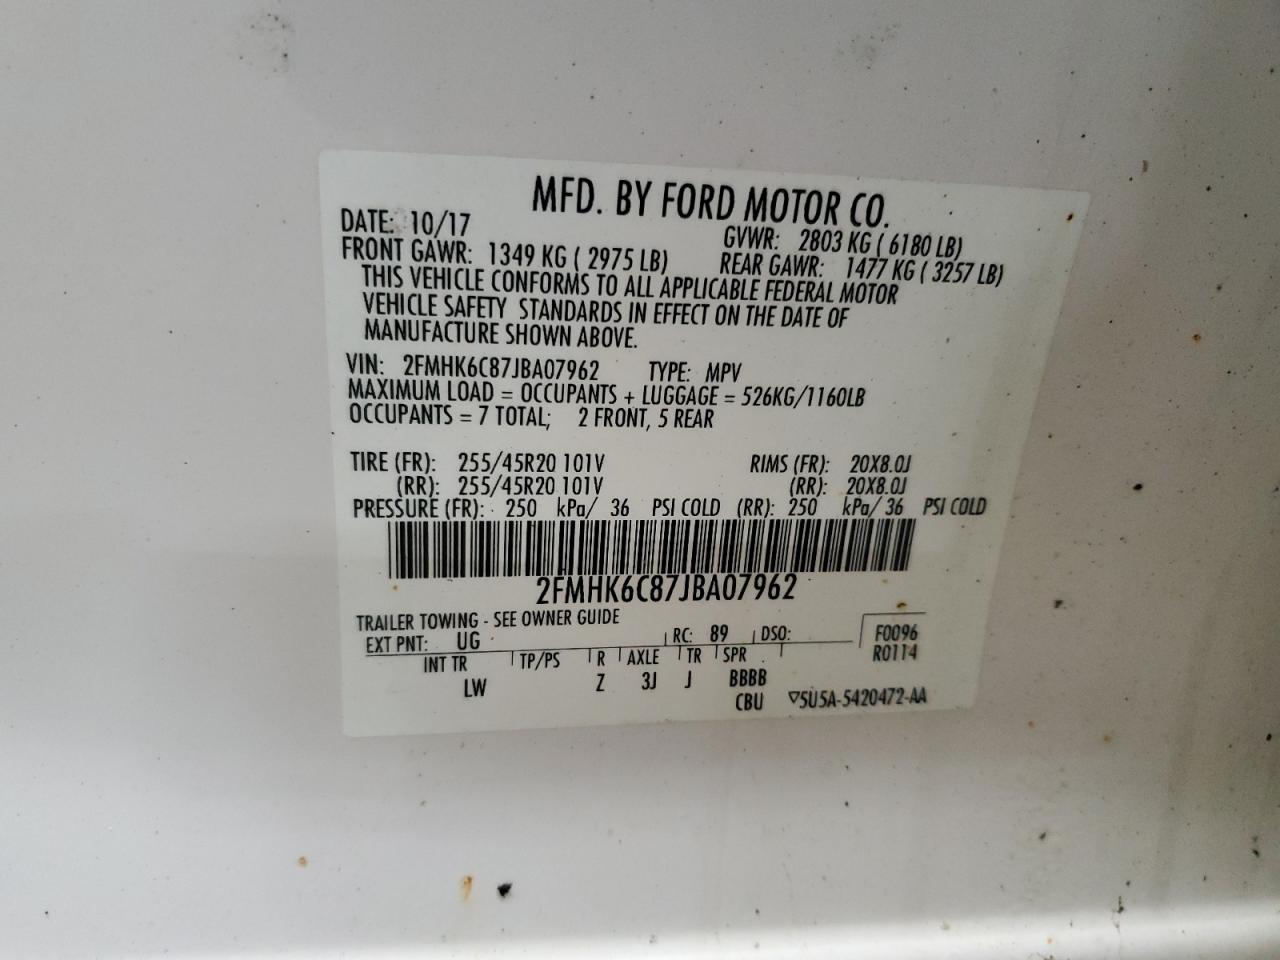 MFD. BY FORD MOTOR CO.
DATE: 10/17 GVWR: 2803 KG ( 6180 LB)
FRONT GAWR: 1349 KG ( 2975 LB) REAR GAWR: 1477 KG ( 3257 LB)
THIS VEHICLE CONFORMS TO ALL APPLICABLE FEDERAL MOTOR
VEHICLE SAFETY STANDARDS IN EFFECT ON THE DATE OF
MANUFACTURE SHOWN ABOVE.
VIN: 2FMHK6C87JBA07962 TYPE: MPV
MAXIMUM LOAD = OCCUPANTS + LUGGAGE = 526KG/1160LB
OCCUPANTS = 7 TOTAL; 2 FRONT, 5 REAR
TIRE (FR): 255/45R20 101V RIMS (FR): 20X8.0J
(RR): 255/45R20 101V (RR): 20X8.0J
PRESSURE (FR): 250 kPa/ 36 PSI COLD (RR): 250 kPa/ 36 PSI COLD
2FMHK6C87JBA07962
TRAILER TOWING - SEE OWNER GUIDE
EXT PNT: UG RC: 89 DSO: F0096
INT TR TP/PS R AXLE TR SPR R0114
LW Z 3J J BBBB
CBU ▽5U5A-5420472-AA